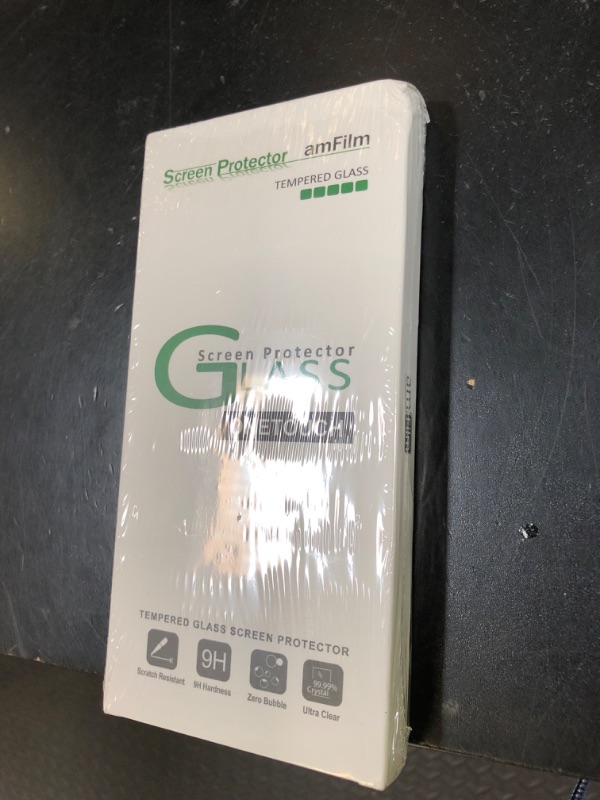 Screen Protector amFilm
TEMPERED GLASS
Screen Protector
GLASS
TEMPERED GLASS SCREEN PROTECTOR
9H
99.99%
Crystal
Scratch Resistant
9H Hardness
Zero Bubble
Ultra Clear